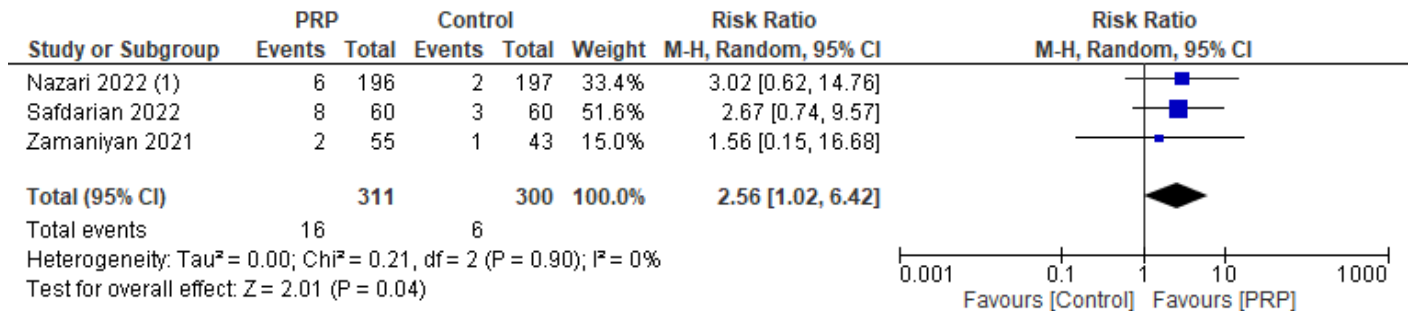 PRP Control Risk Ratio Risk Ratio
Study or Subgroup Events Total Events Total Weight M-H, Random, 95% CI M-H, Random, 95% CI
Nazari 2022 (1) 6 196 2 197 33.4% 3.02 [0.62, 14.76]
Safdarian 2022 8 60 3 60 51.6% 2.67 [0.74, 9.57]
Zamaniyan 2021 2 55 1 43 15.0% 1.56 [0.15, 16.68]
Total (95% CI) 311 300 100.0% 2.56 [1.02, 6.42]
Total events 16 6
Heterogeneity: Tau² = 0.00; Chi² = 0.21, df = 2 (P = 0.90); I² = 0%
Test for overall effect: Z = 2.01 (P = 0.04)
0.001 0.1 1 10 1000
Favours [Control] Favours [PRP]